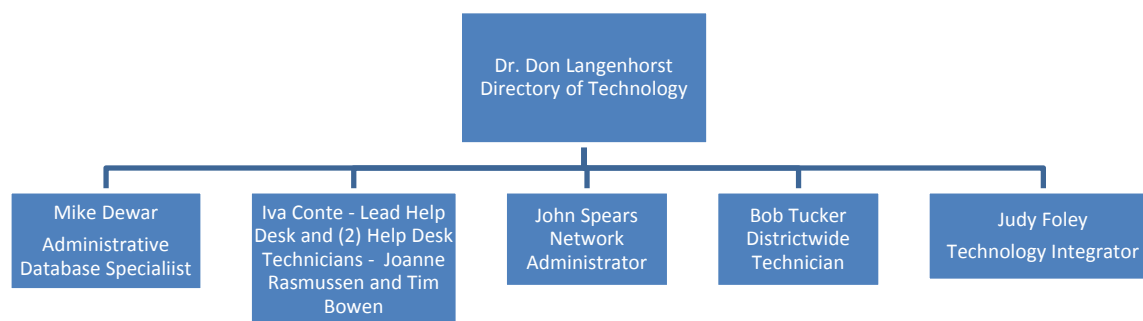 Dr. Don Langenhorst
Directory of Technology
Mike Dewar
Administrative
Database Specialiist
Iva Conte - Lead Help
Desk and (2) Help Desk
Technicians - Joanne
Rasmussen and Tim
Bowen
John Spears
Network
Administrator
Bob Tucker
Districtwide
Technician
Judy Foley
Technology Integrator